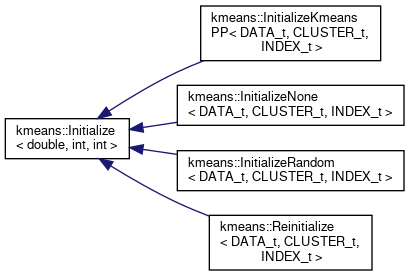 kmeans::InitializeKmeans
PP< DATA_t, CLUSTER_t,
INDEX_t >
kmeans::InitializeNone
< DATA_t, CLUSTER_t, INDEX_t >
kmeans::Initialize
< double, int, int >
kmeans::InitializeRandom
< DATA_t, CLUSTER_t, INDEX_t >
kmeans::Reinitialize
< DATA_t, CLUSTER_t,
INDEX_t >